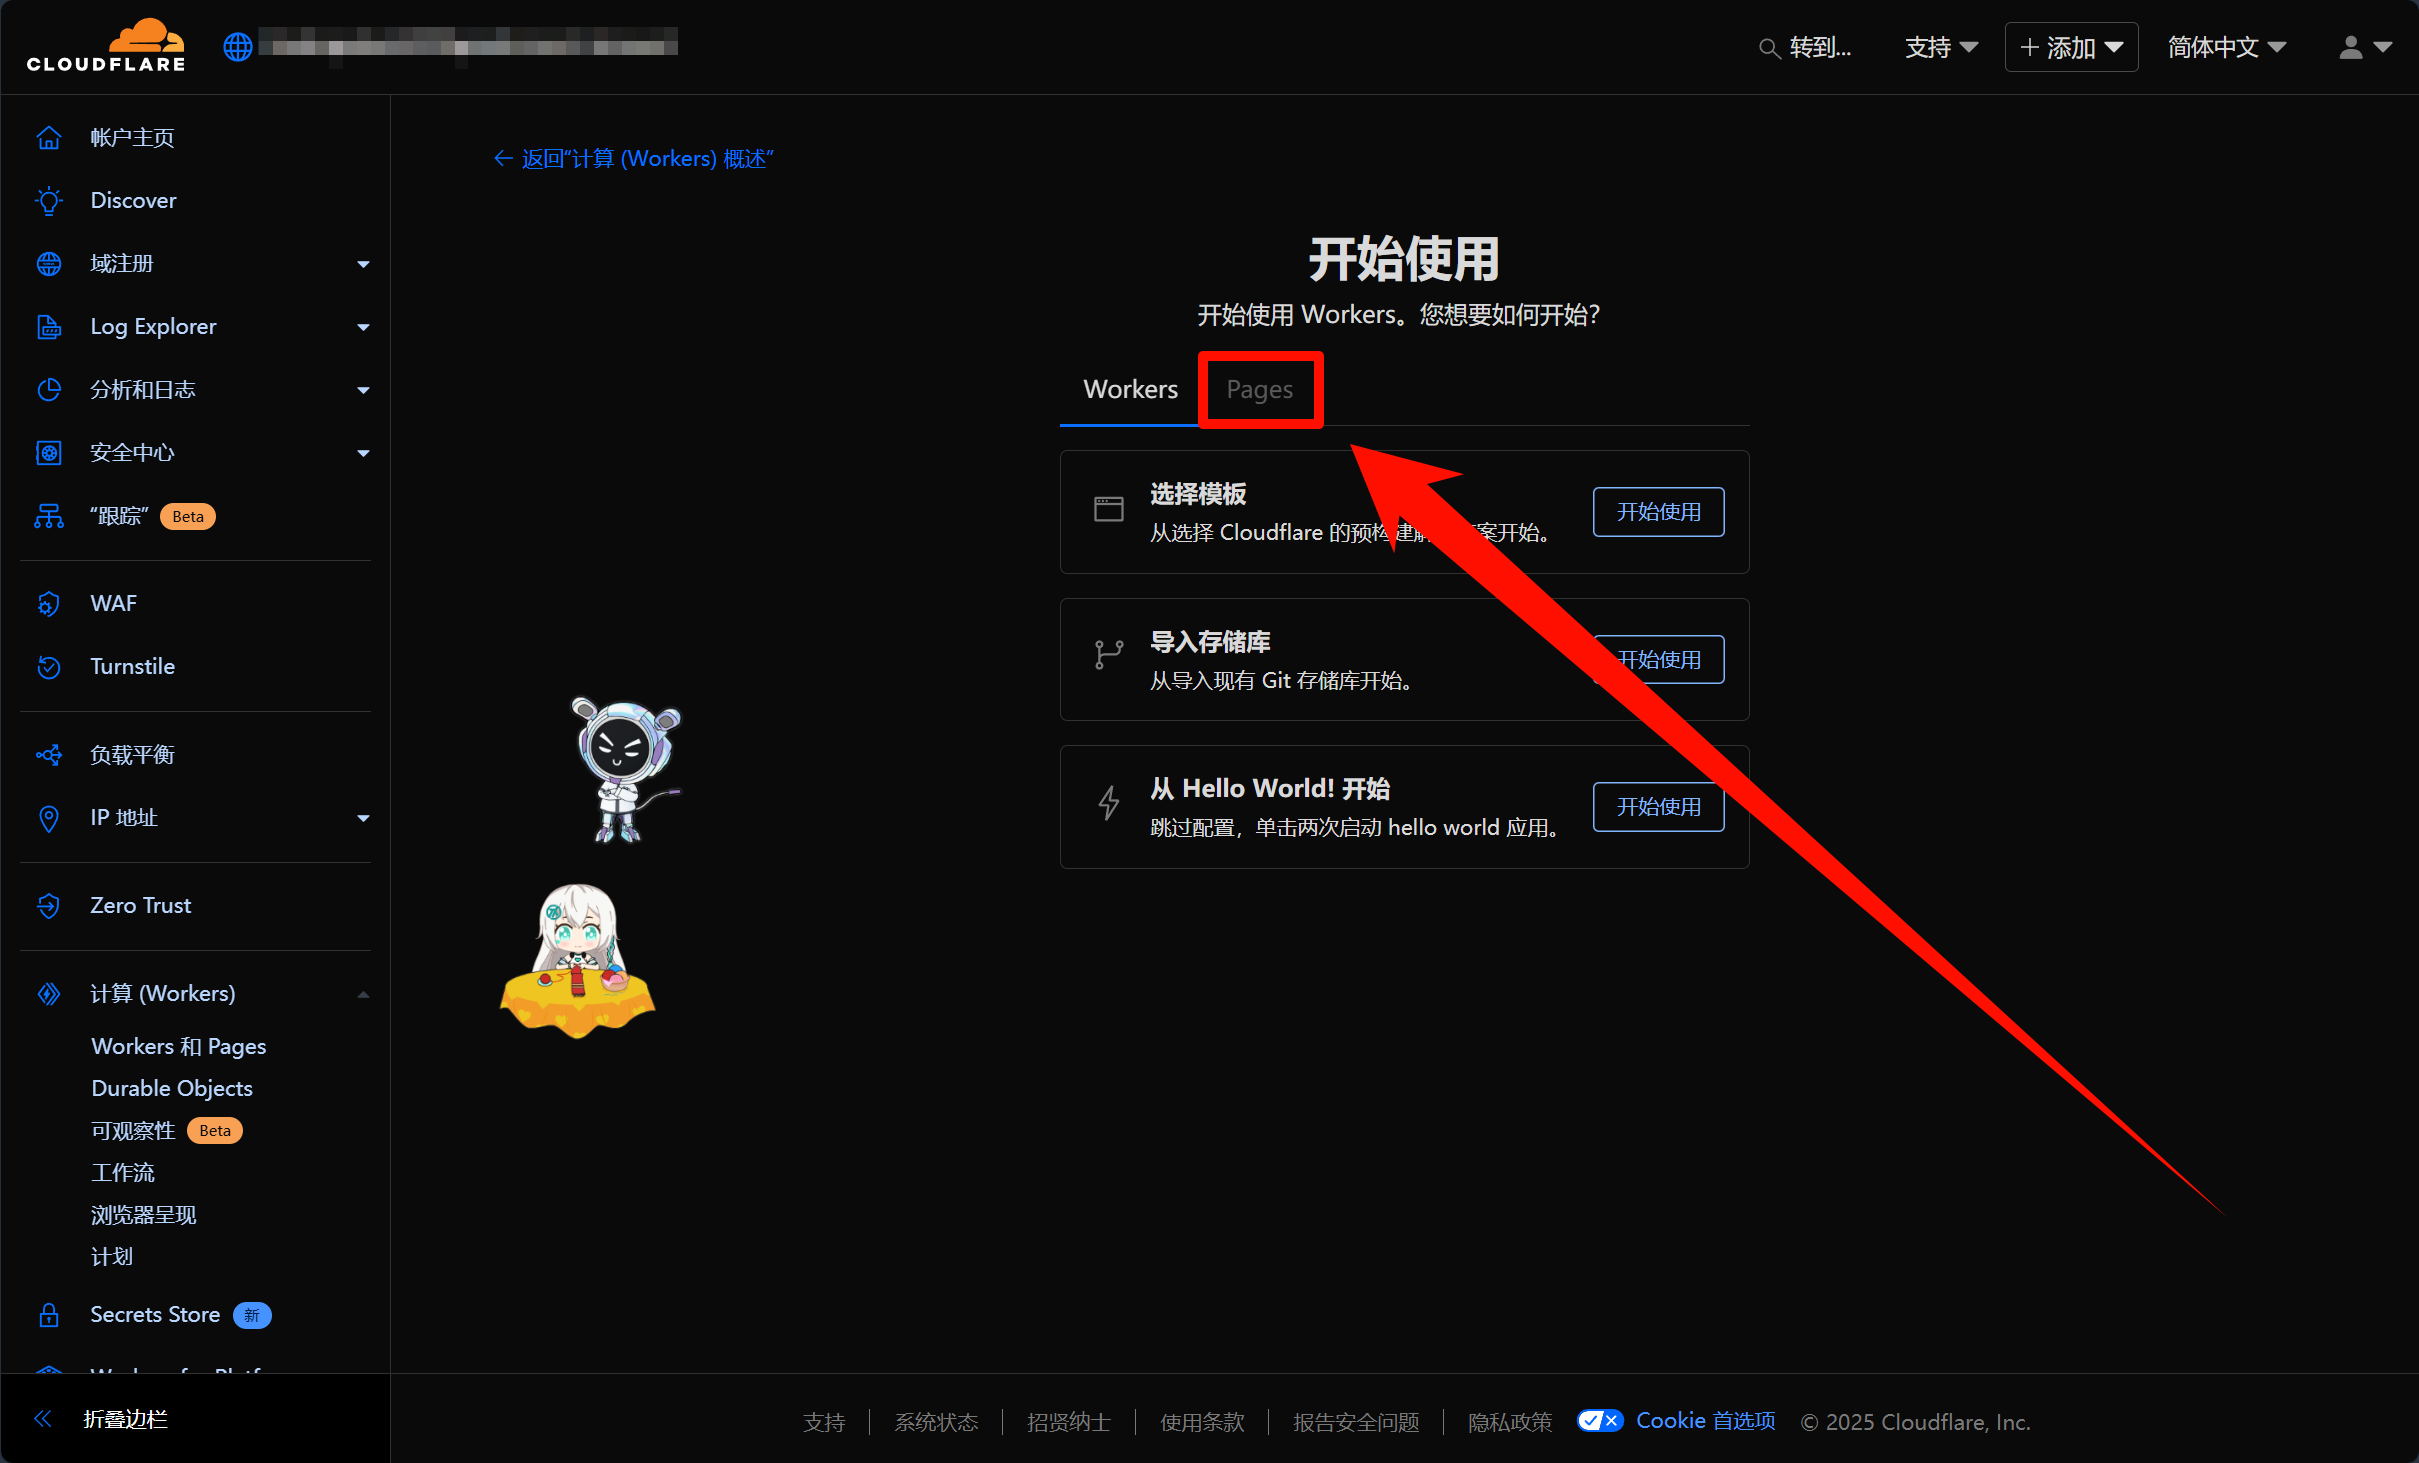 CLOUDFLARE
转到...
支持
添加
简体中文
帐户主页
Discover
域注册
Log Explorer
分析和日志
安全中心
“跟踪” Beta
WAF
Turnstile
负载平衡
IP 地址
Zero Trust
计算 (Workers)
Workers 和 Pages
Durable Objects
可观察性 Beta
工作流
浏览器呈现
计划
Secrets Store 新
折叠边栏
返回“计算 (Workers) 概述”
开始使用
开始使用 Workers。您想要如何开始？
Workers
Pages
选择模板
从选择 Cloudflare 的预构建解 案开始。
开始使用
导入存储库
从导入现有 Git 存储库开始。
开始使用
从 Hello World! 开始
跳过配置，单击两次启动 hello world 应用。
开始使用
支持
系统状态
招贤纳士
使用条款
报告安全问题
隐私政策
Cookie 首选项
© 2025 Cloudflare, Inc.